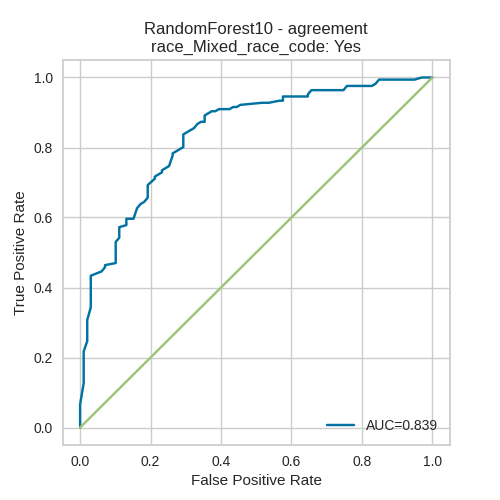 RandomForest10 - agreement
race_Mixed_race_code: Yes
1.0
0.8
0.6
0.4
0.2
0.0
True Positive Rate
AUC=0.839
0.0 0.2 0.4 0.6 0.8 1.0
False Positive Rate